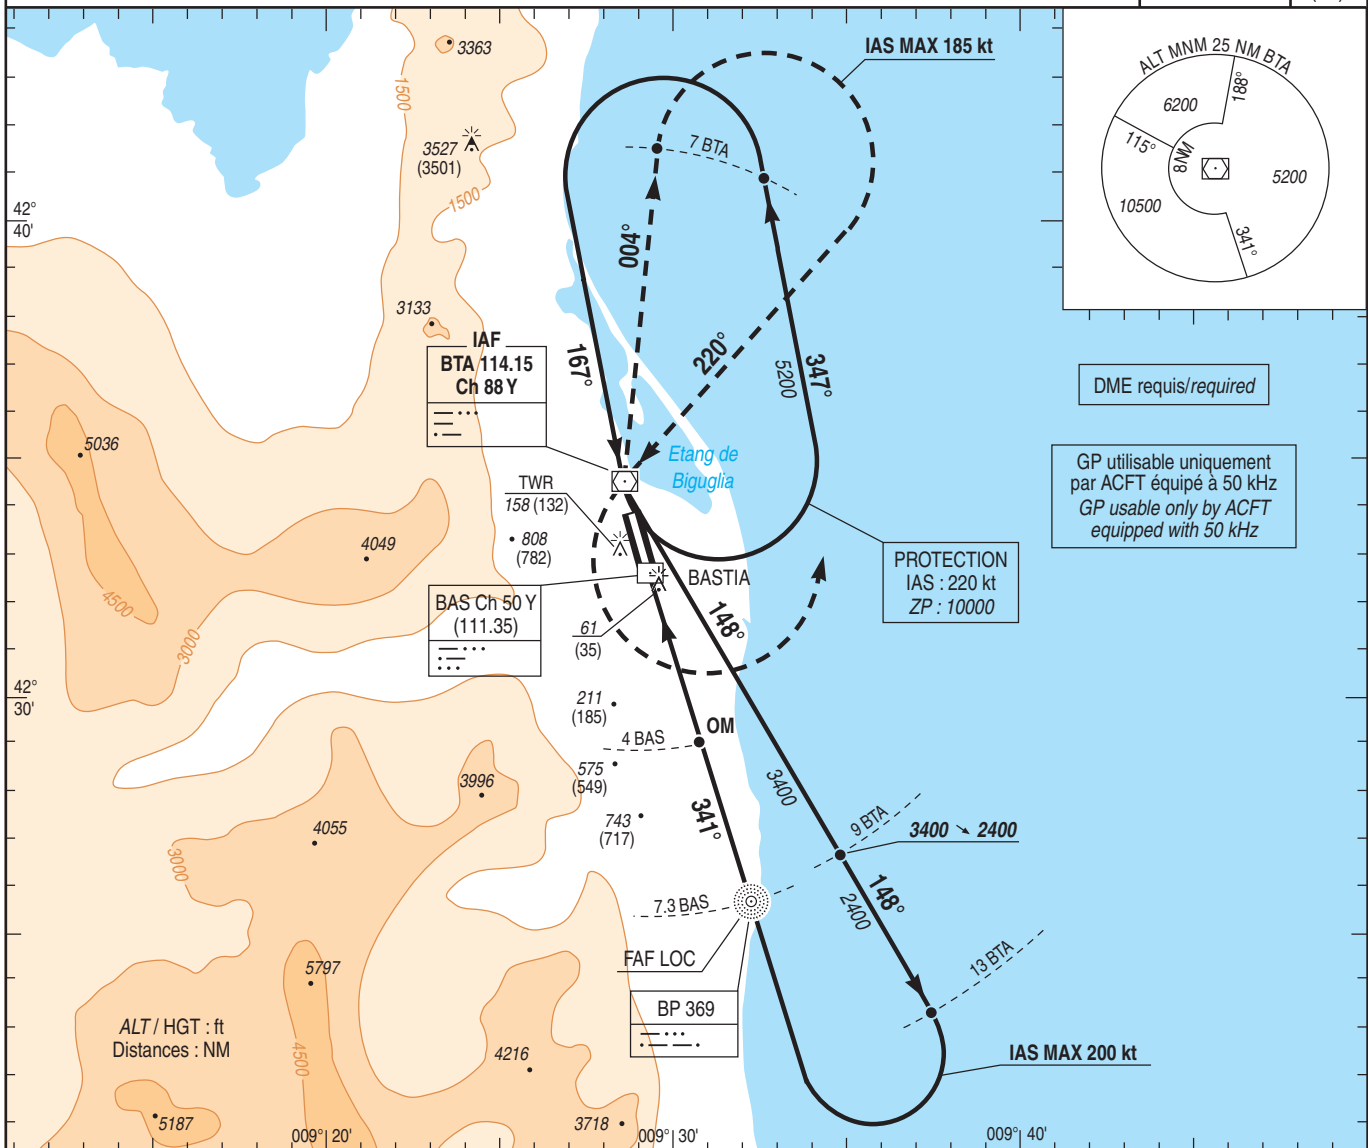 IAS MAX 185 kt
ALT MNM 25 NM BTA
188°
6200
115°
8NM
5200
10500
341°
3363
1500
3527
(3501)
1500
7 BTA
42°
40'
004°
3133
IAF
BTA 114.15
Ch 88 Y
167°
220°
347°
5200
DME requis/required
5036
Etang de
Biguglia
GP utilisable uniquement
par ACFT équipé à 50 kHz
GP usable only by ACFT
equipped with 50 kHz
TWR
158 (132)
808
(782)
4049
PROTECTION
IAS : 220 kt
ZP : 10000
BASTIA
4500
BAS Ch 50 Y
(111.35)
148°
61
(35)
3000
42°
30'
211
(185)
OM
4 BAS
575
(549)
3996
3400
743
(717)
341°
4055
9 BTA
3400 ➘ 2400
3000
148°
2400
7.3 BAS
FAF LOC
13 BTA
5797
BP 369
ALT / HGT : ft
Distances : NM
4500
4216
IAS MAX 200 kt
5187
3718
009° 20'
009° 30'
009° 40'